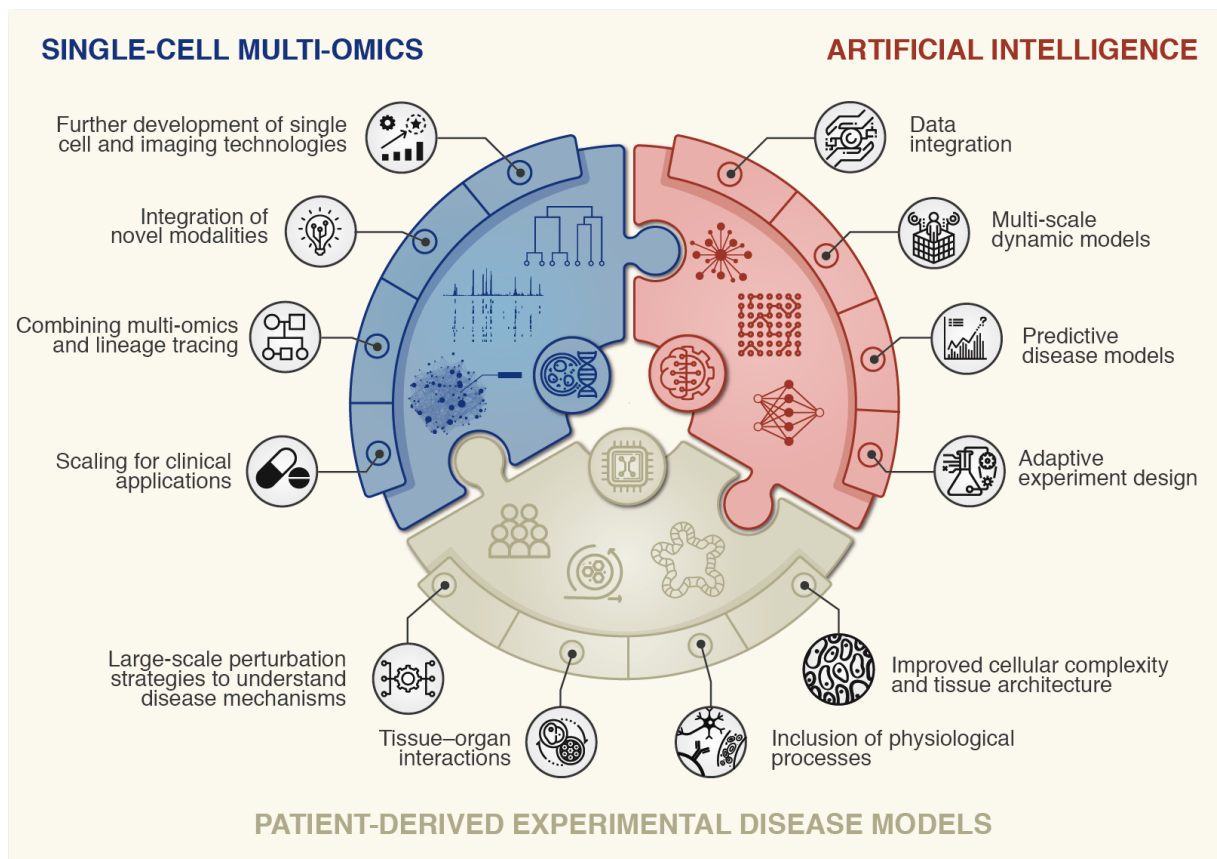 SINGLE-CELL MULTI-OMICS
ARTIFICIAL INTELLIGENCE
Further development of single
cell and imaging technologies
Integration of
novel modalities
Combining multi-omics
and lineage tracing
Scaling for clinical
applications
Data
integration
Multi-scale
dynamic models
Predictive
disease models
Adaptive
experiment design
Large-scale perturbation
strategies to understand
disease mechanisms
Tissue–organ
interactions
Inclusion of physiological
processes
Improved cellular complexity
and tissue architecture
PATIENT-DERIVED EXPERIMENTAL DISEASE MODELS